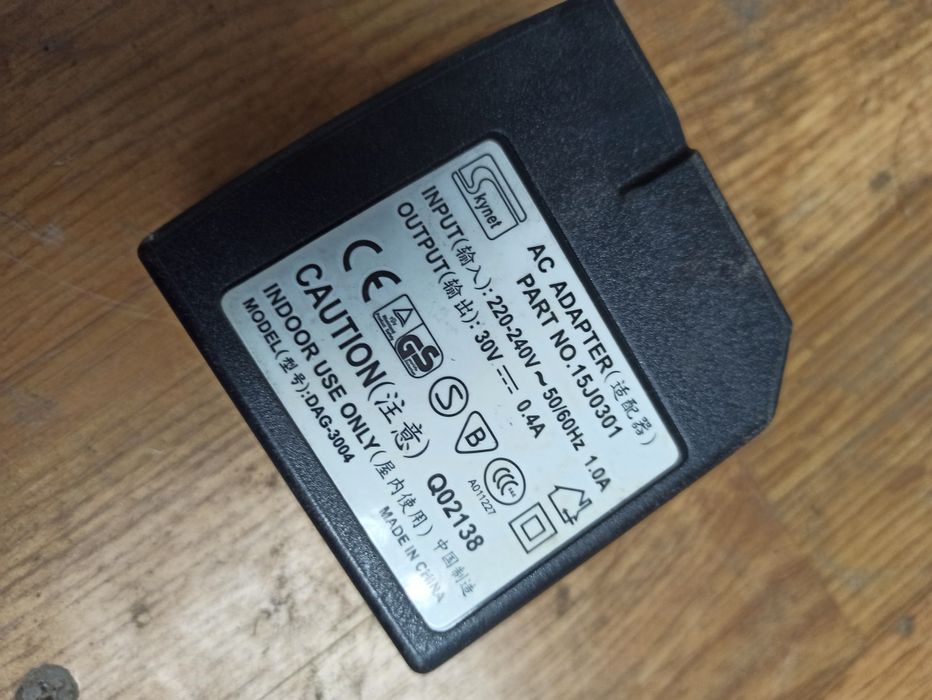 Skynet
AC ADAPTER(适配器)
PART NO.15J0301
INPUT(输入): 220-240V~50/60Hz 1.0A
OUTPUT(输出): 30V 0.4A
CE
GS
S
B
CCC
A011227
CAUTION(注意) Q02138
INDOOR USE ONLY(屋内使用) 中国制造
MODEL(型号):DAG-3004 MADE IN CHINA